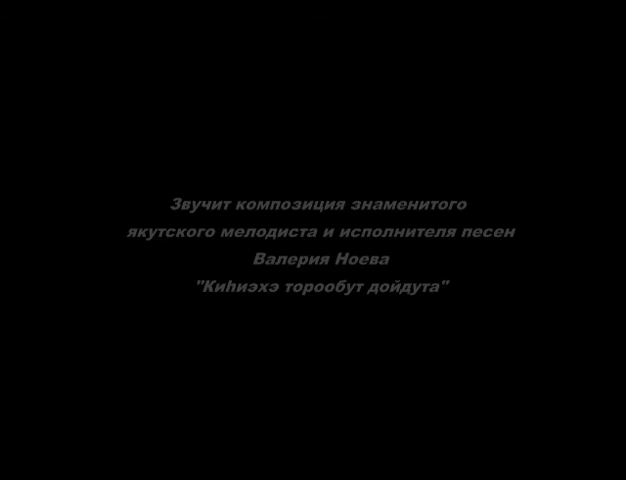 Звучит композиция знаменитого
якутского мелодиста и исполнителя песен
Валерия Ноева
"Киһиэхэ торообут дойдута"